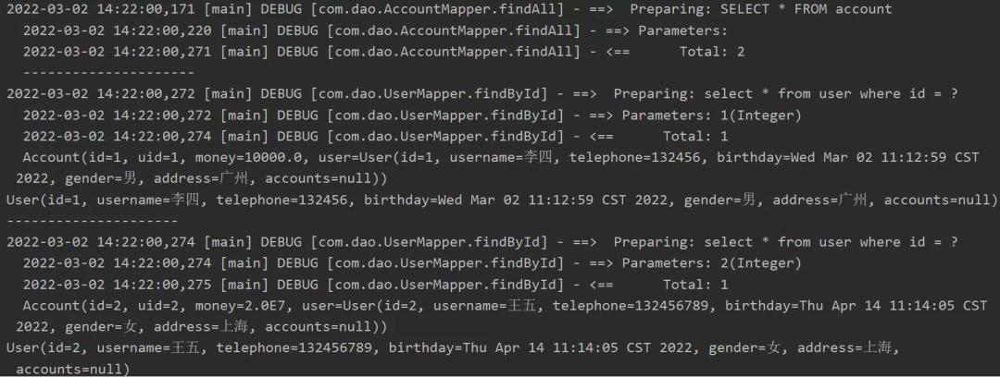 2022-03-02 14:22:00,171 [main] DEBUG [com.dao.AccountMapper.findAll] - ==>  Preparing: SELECT * FROM account
2022-03-02 14:22:00,220 [main] DEBUG [com.dao.AccountMapper.findAll] - ==> Parameters:
2022-03-02 14:22:00,271 [main] DEBUG [com.dao.AccountMapper.findAll] - <==      Total: 2
---------------------
2022-03-02 14:22:00,272 [main] DEBUG [com.dao.UserMapper.findById] - ==>  Preparing: select * from user where id = ?
2022-03-02 14:22:00,272 [main] DEBUG [com.dao.UserMapper.findById] - ==> Parameters: 1(Integer)
2022-03-02 14:22:00,274 [main] DEBUG [com.dao.UserMapper.findById] - <==      Total: 1
Account(id=1, uid=1, money=10000.0, user=User(id=1, username=李四, telephone=132456, birthday=Wed Mar 02 11:12:59 CST
2022, gender=男, address=广州, accounts=null))
User(id=1, username=李四, telephone=132456, birthday=Wed Mar 02 11:12:59 CST 2022, gender=男, address=广州, accounts=null)
---------------------
2022-03-02 14:22:00,274 [main] DEBUG [com.dao.UserMapper.findById] - ==>  Preparing: select * from user where id = ?
2022-03-02 14:22:00,274 [main] DEBUG [com.dao.UserMapper.findById] - ==> Parameters: 2(Integer)
2022-03-02 14:22:00,275 [main] DEBUG [com.dao.UserMapper.findById] - <==      Total: 1
Account(id=2, uid=2, money=2.0E7, user=User(id=2, username=王五, telephone=132456789, birthday=Thu Apr 14 11:14:05 CST
2022, gender=女, address=上海, accounts=null))
User(id=2, username=王五, telephone=132456789, birthday=Thu Apr 14 11:14:05 CST 2022, gender=女, address=上海,
accounts=null)